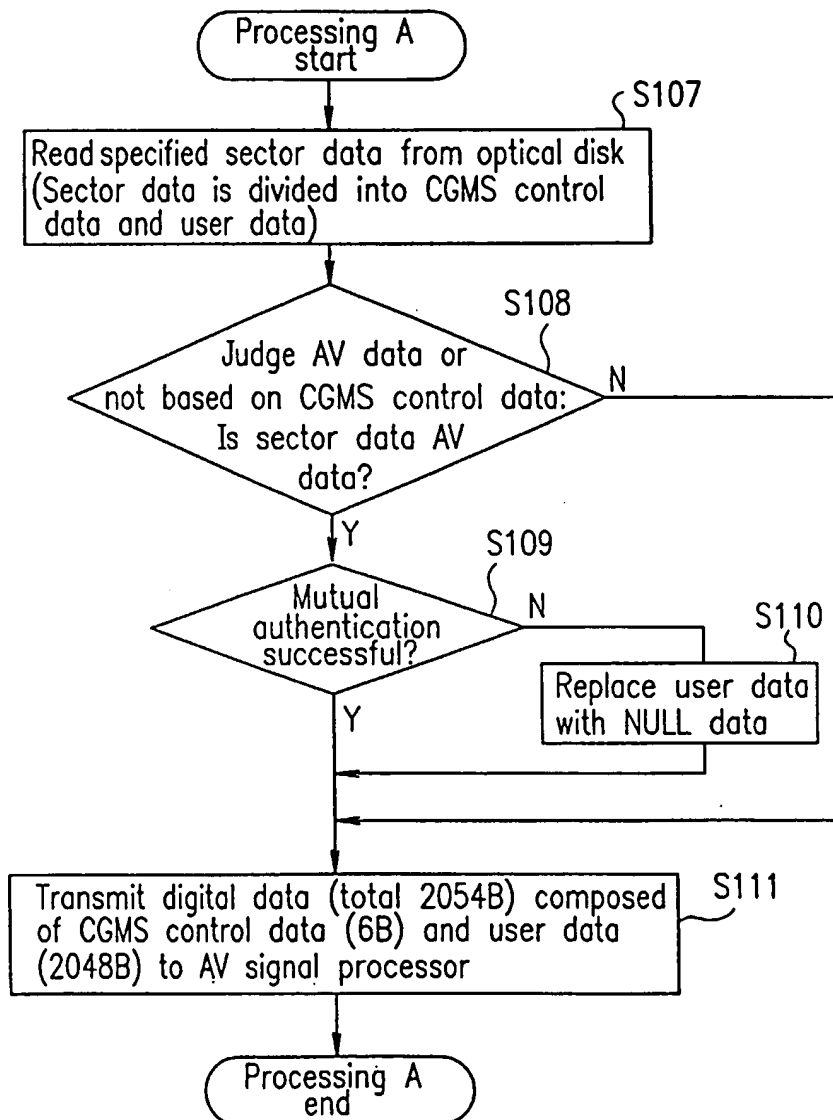 Processing A
start
S107
Read specified sector data from optical disk
(Sector data is divided into CGMS control
data and user data)
S108
Judge AV data or
not based on CGMS control data:
Is sector data AV
data?
N
Y
S109
Mutual
authentication
successful?
N
S110
Replace user data
with NULL data
Y
S111
Transmit digital data (total 2054B) composed
of CGMS control data (6B) and user data
(2048B) to AV signal processor
Processing A
end